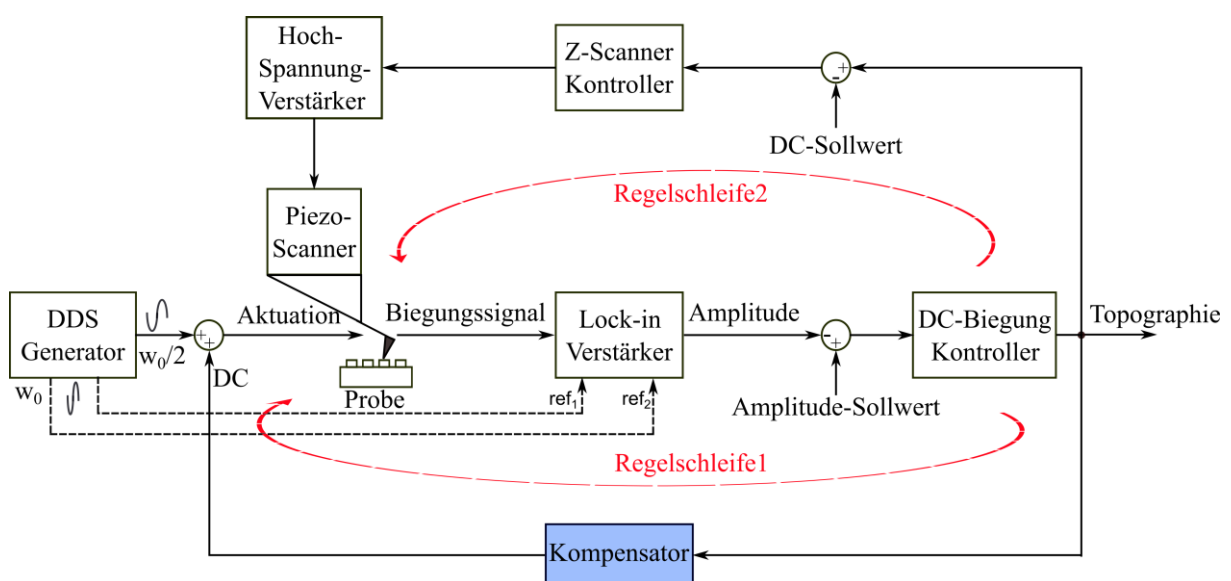 Hoch-
Spannung-
Verstärker
Z-Scanner
Kontroller
+
-
DC-Sollwert
Regelschleife2
Piezo-
Scanner
DDS
Generator
w₀/2
+
+
Aktuation
DC
Biegungssignal
Lock-in
Verstärker
Amplitude
-
+
DC-Biegung
Kontroller
Topographie
w₀
Probe
ref₁
ref₂
Amplitude-Sollwert
Regelschleife1
Kompensator